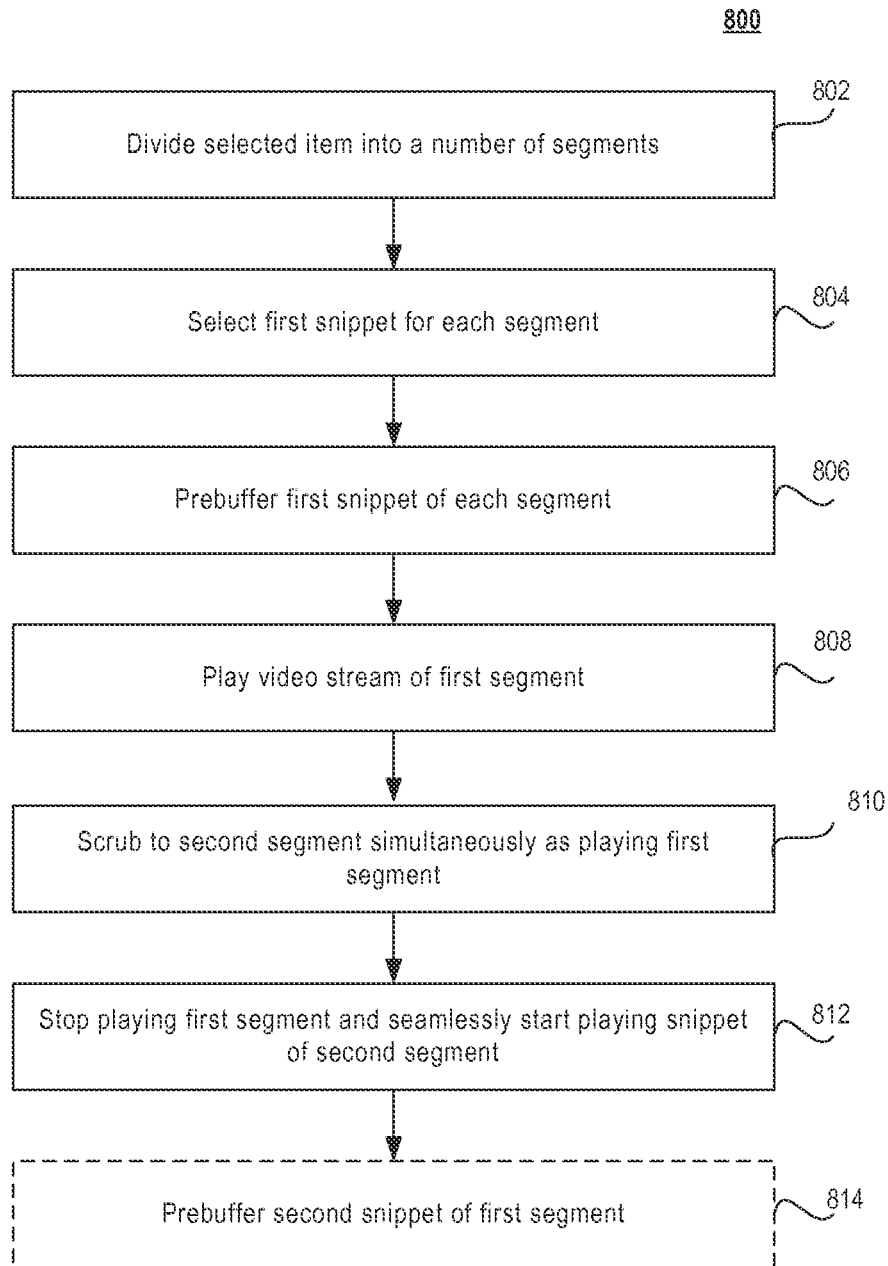 800
802
Divide selected item into a number of segments
804
Select first snippet for each segment
806
Prebuffer first snippet of each segment
808
Play video stream of first segment
810
Scrub to second segment simultaneously as playing first
segment
Stop playing first segment and seamlessly start playing snippet
of second segment
812
Prebuffer second snippet of first segment
814